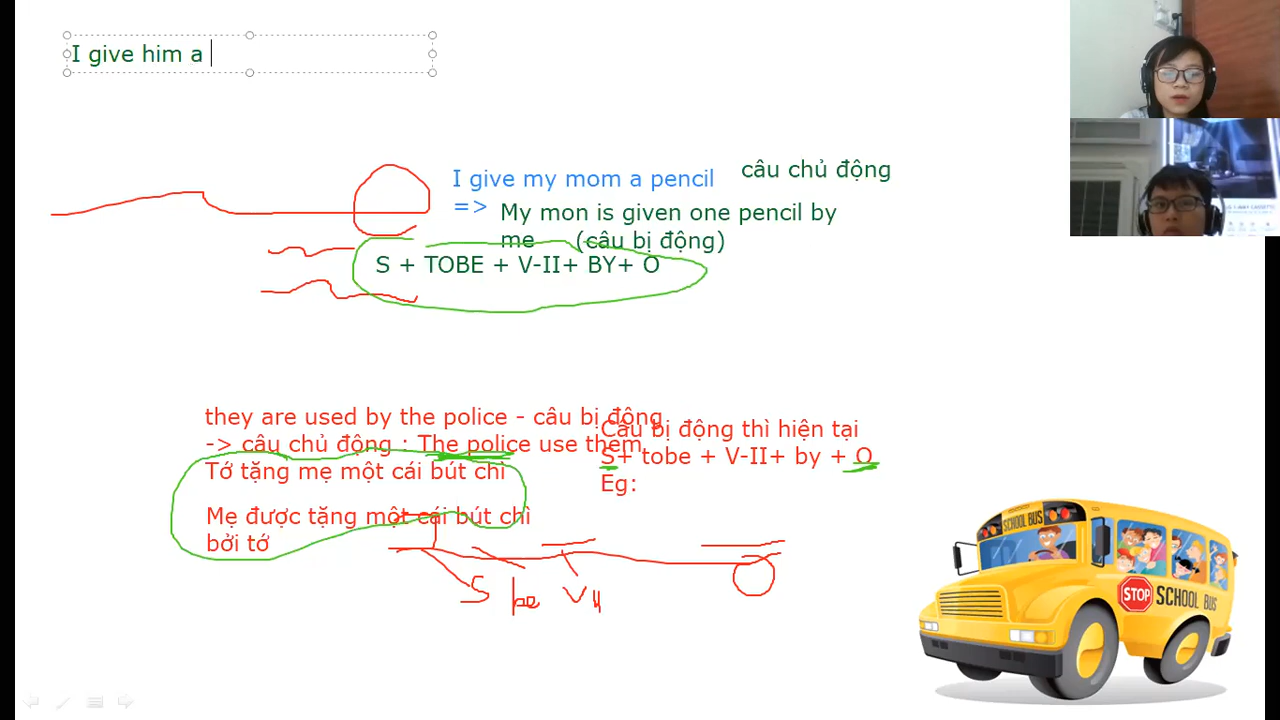 I give him a
I give my mom a pencil
câu chủ động
=>
My mon is given one pencil by
me (câu bị động)
S + TOBE + V-II+ BY+ O
they are used by the police - câu bị động
-> câu chủ động : The police use them
Tớ tặng mẹ một cái bút chì
Mẹ được tặng một cái bút chì
bởi tớ
Câu bị động thì hiện tại
S+ tobe + V-II+ by + O
Eg:
S be V II
SCHOOL BUS
STOP SCHOOL BUS